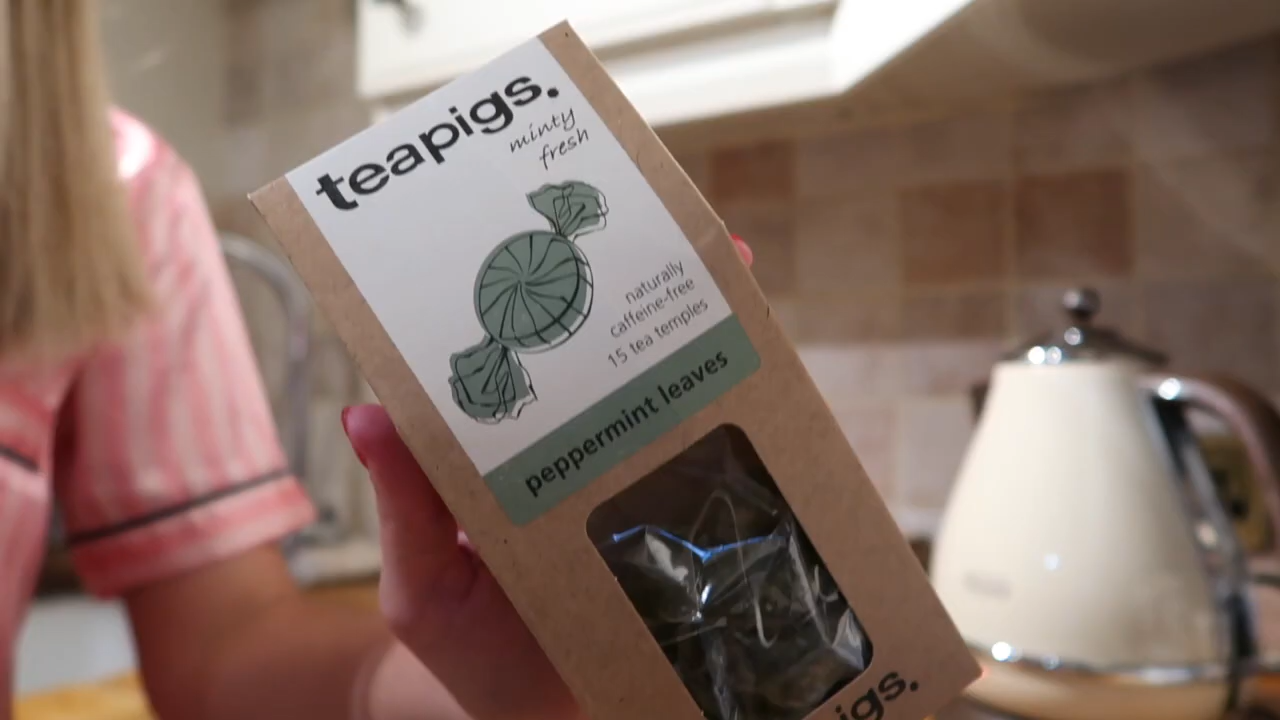 teapigs.
minty
fresh
naturally
caffeine-free
15 tea temples
peppermint leaves
igs.